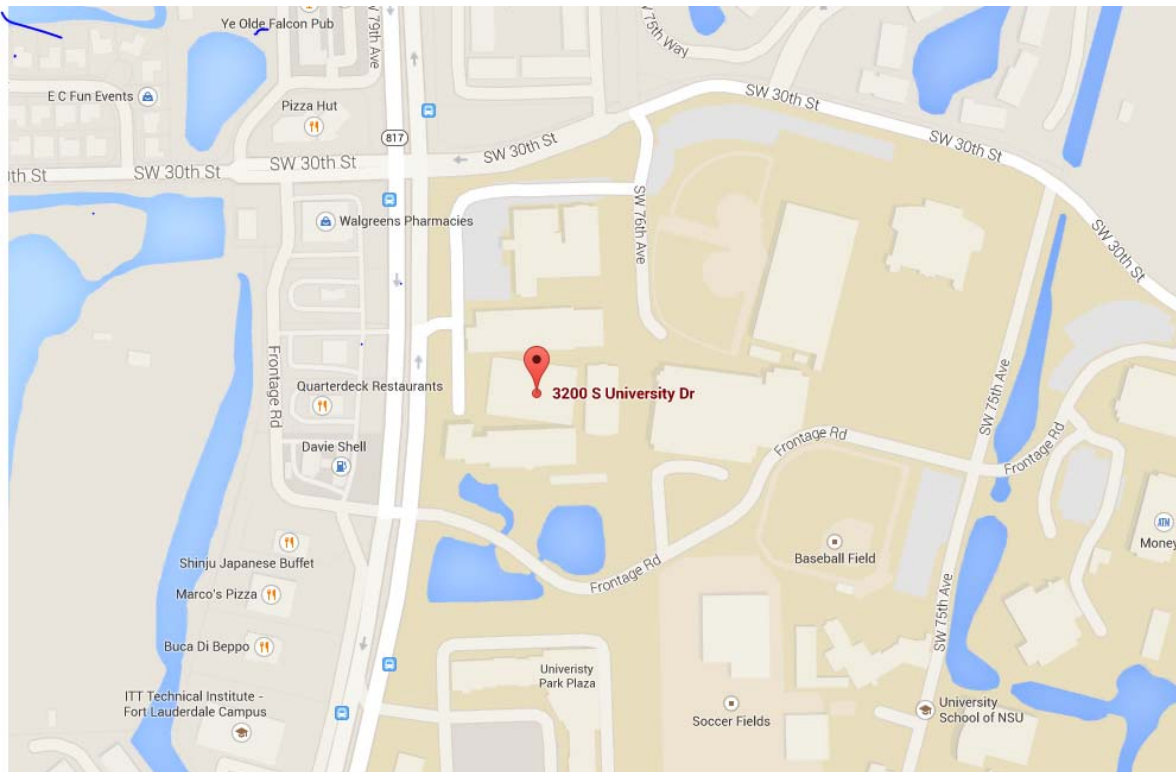 Ye Olde Falcon Pub
SW 79th Ave
SW 75th Way
E C Fun Events
Pizza Hut
817
SW 30th St
SW 30th St
SW 30th St
SW 30th St
SW 30th St
SW 30th St
Walgreens Pharmacies
SW 76th Ave
Frontage Rd
Quarterdeck Restaurants
3200 S University Dr
SW 75th Ave
Davie Shell
Frontage Rd
Frontage Rd
Shinju Japanese Buffet
Baseball Field
ATM
Money
Frontage Rd
Marco's Pizza
SW 75th Ave
Buca Di Beppo
Univeristy
Park Plaza
ITT Technical Institute -
Fort Lauderdale Campus
Soccer Fields
University
School of NSU